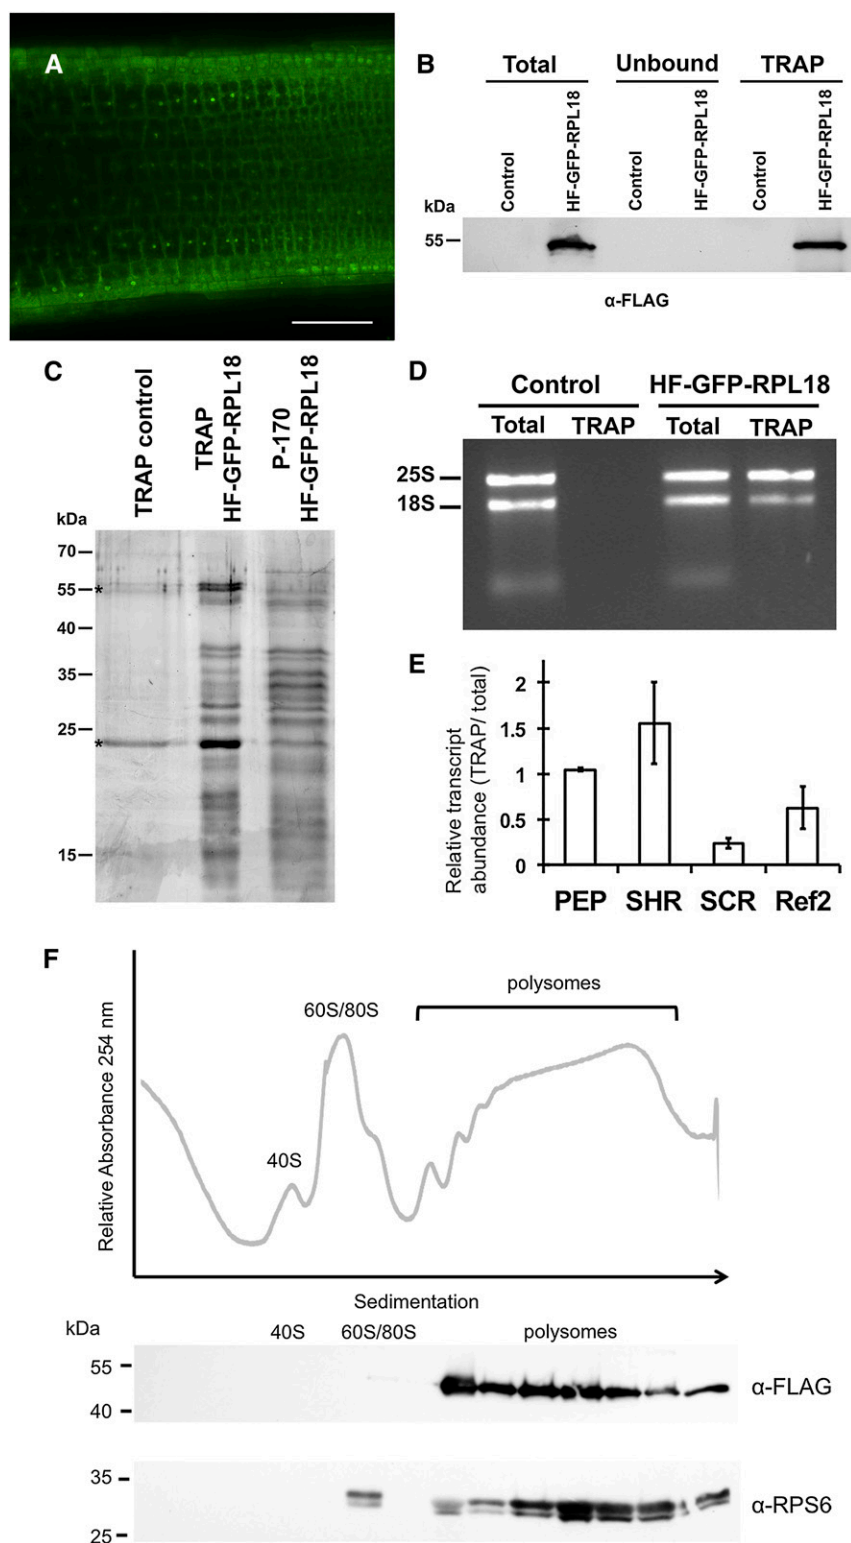 A
B
Total Unbound TRAP
Control
HF-GFP-RPL18
Control
HF-GFP-RPL18
Control
HF-GFP-RPL18
kDa
55
α-FLAG
C
TRAP control
TRAP
HF-GFP-RPL18
P-170
HF-GFP-RPL18
kDa
70
55 *
40
35
25
*
15
D
Control HF-GFP-RPL18
Total TRAP Total TRAP
25S
18S
E
Relative transcript
abundance (TRAP/ total)
2
1.5
1
0.5
0
PEP SHR SCR Ref2
F
Relative Absorbance 254 nm
40S
60S/80S
polysomes
Sedimentation
kDa 40S 60S/80S polysomes
55
40
α-FLAG
35
25
α-RPS6